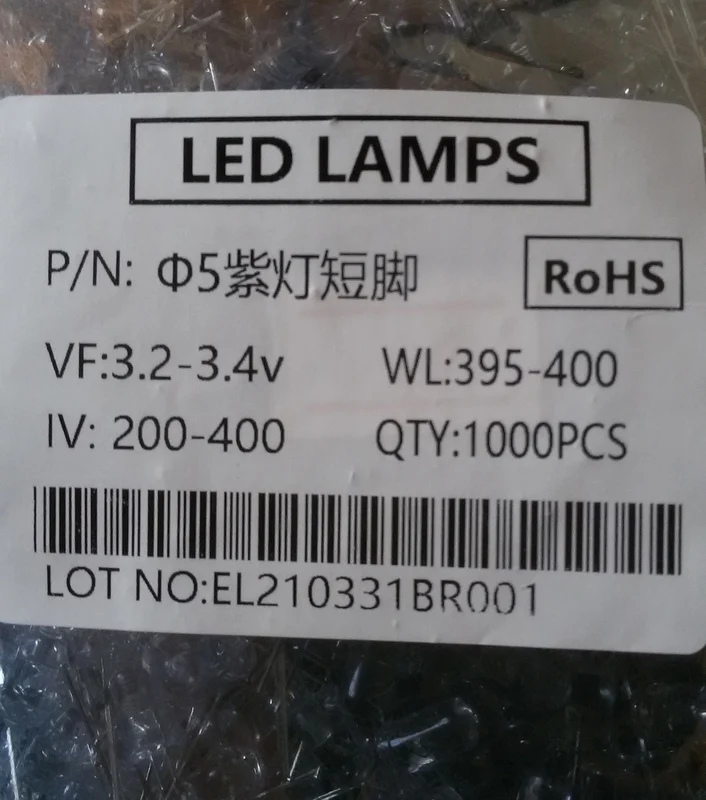 LED LAMPS
P/N: Φ5紫灯短脚
RoHS
VF:3.2-3.4v
WL:395-400
IV: 200-400
QTY:1000PCS
LOT NO:EL210331BR001